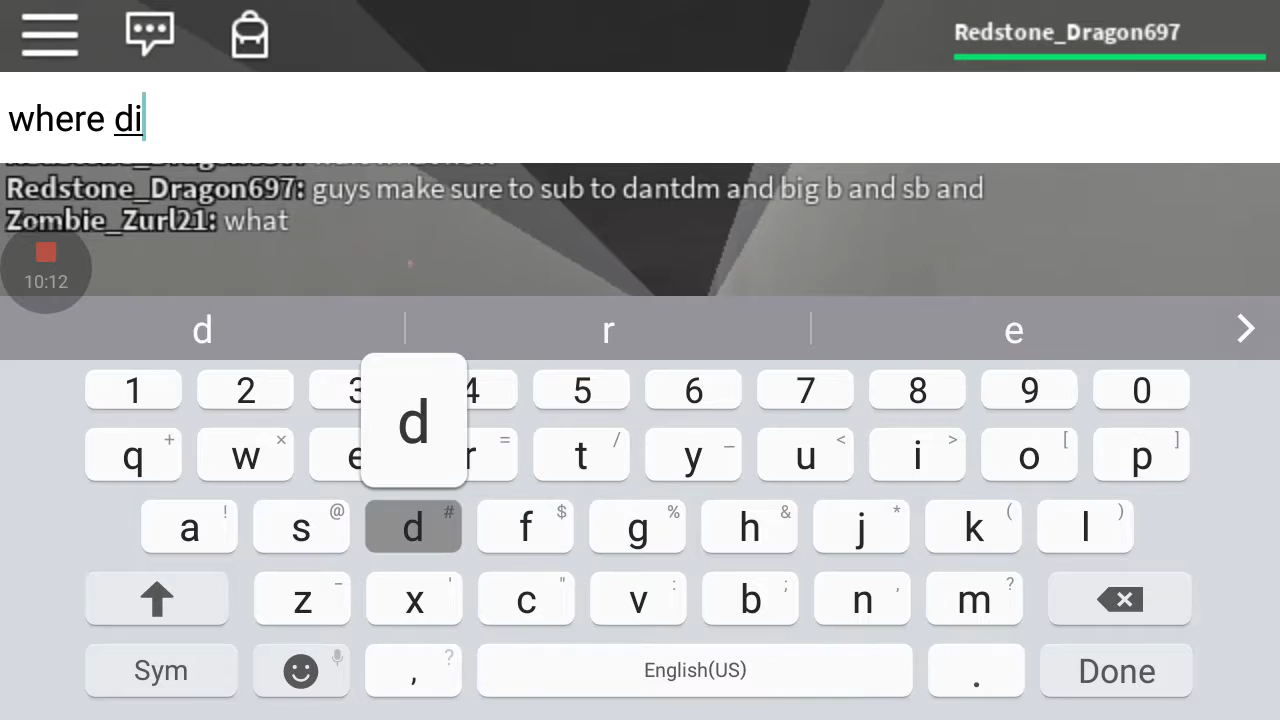 Redstone_Dragon697
where di
Redstone_Dragon697: guys make sure to sub to dantdm and big b and sb and
Zombie_Zurl21: what
10:12
d r e
d
1 2 3 4 5 6 7 8 9 0
q + w × e r = t / y _ u < i > o [ p ]
a ! s @ d # f $ g % h & j * k ( l )
z - x ' c " v : b ; n , m ?
Sym , ? English(US) . Done